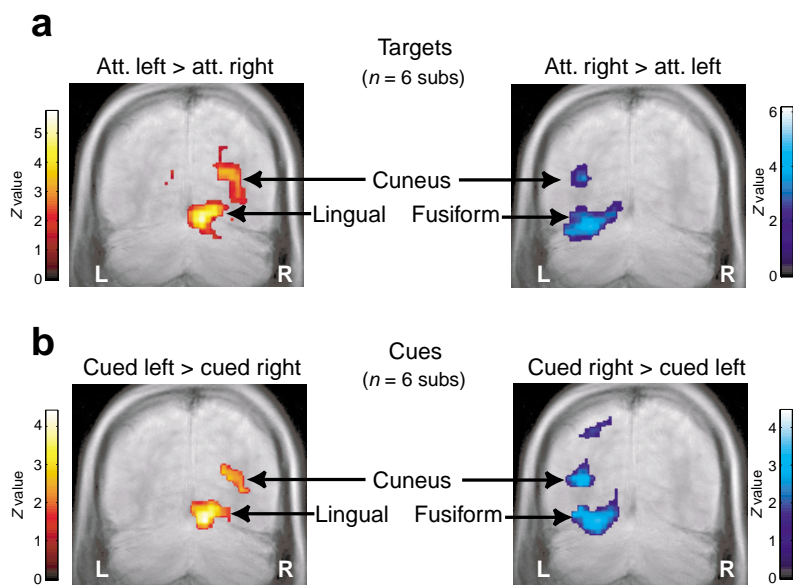 a
Targets
(n = 6 subs)
Att. left > att. right
Att. right > att. left
Z value
5
4
3
2
1
0
Cuneus
Lingual
Fusiform
L
R
L
R
6
4
2
0
Z value
b
Cues
(n = 6 subs)
Cued left > cued right
Cued right > cued left
Z value
4
3
2
1
0
Cuneus
Lingual
Fusiform
L
R
L
R
4
3
2
1
0
Z value